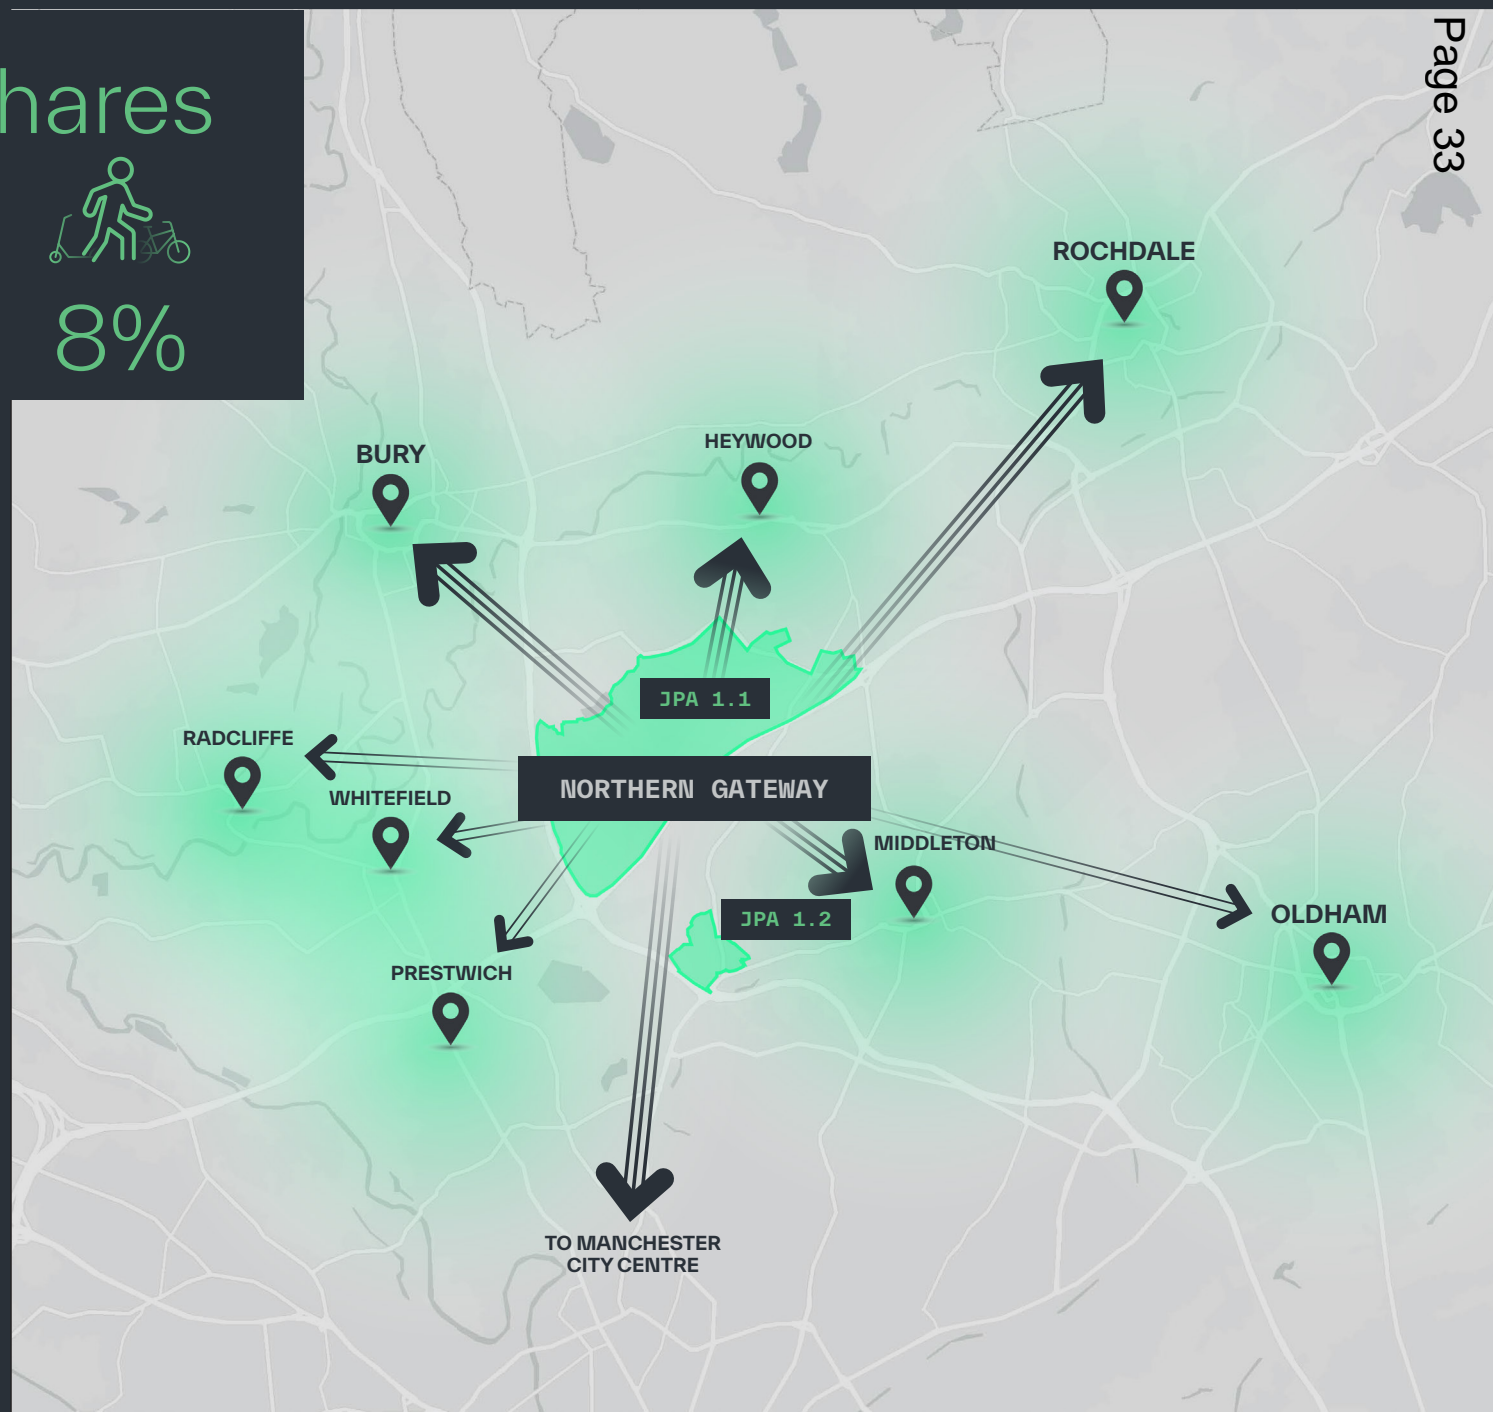 hares
8%
Page 33
ROCHDALE
BURY
HEYWOOD
JPA 1.1
RADCLIFFE
NORTHERN GATEWAY
WHITEFIELD
MIDDLETON
JPA 1.2
OLDHAM
PRESTWICH
TO MANCHESTER
CITY CENTRE